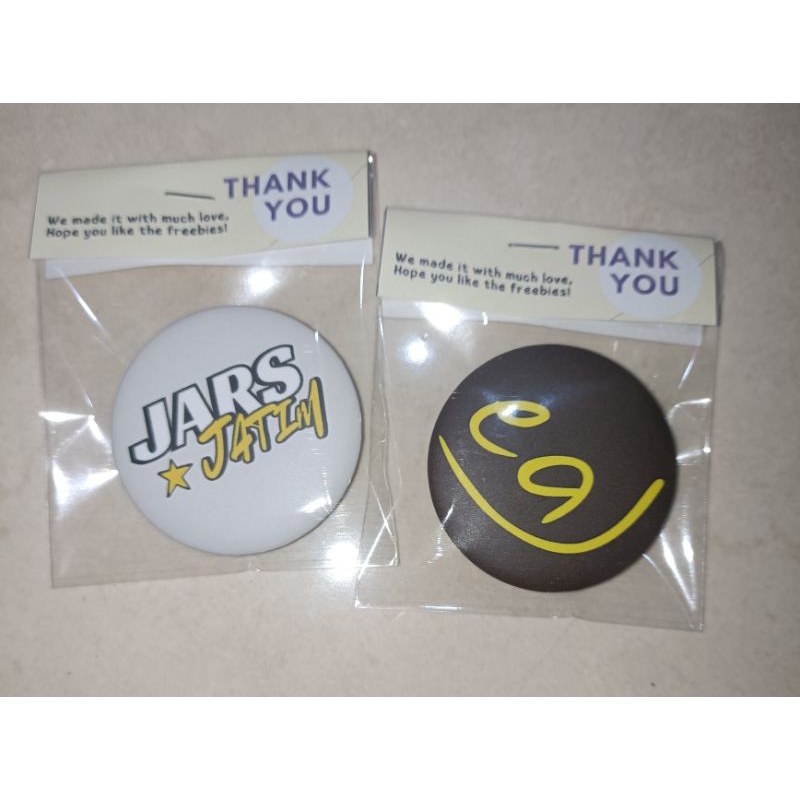 THANK
YOU
We made it with much love,
Hope you like the freebies!
JARS
J4TIM
THANK
YOU
We made it with much love,
Hope you like the freebies!